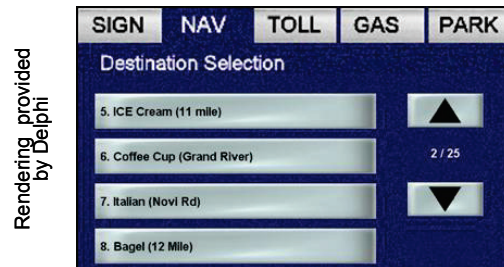 Rendering provided
by Delphi
SIGN NAV TOLL GAS PARK
Destination Selection
5. ICE Cream (11 mile)
6. Coffee Cup (Grand River)
2 / 25
7. Italian (Novi Rd)
8. Bagel (12 Mile)